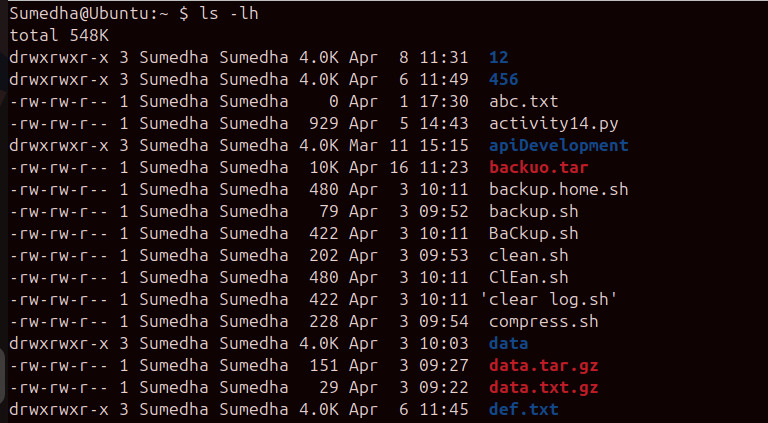 Sumedha@Ubuntu:~ $ ls -lh
total 548K
drwxrwxr-x 3 Sumedha Sumedha 4.0K Apr  8 11:31  12
drwxrwxr-x 3 Sumedha Sumedha 4.0K Apr  6 11:49  456
-rw-rw-r-- 1 Sumedha Sumedha    0 Apr  1 17:30  abc.txt
-rw-rw-r-- 1 Sumedha Sumedha  929 Apr  5 14:43  activity14.py
drwxrwxr-x 3 Sumedha Sumedha 4.0K Mar 11 15:15  apiDevelopment
-rw-rw-r-- 1 Sumedha Sumedha  10K Apr 16 11:23  backuo.tar
-rw-rw-r-- 1 Sumedha Sumedha  480 Apr  3 10:11  backup.home.sh
-rw-rw-r-- 1 Sumedha Sumedha   79 Apr  3 09:52  backup.sh
-rw-rw-r-- 1 Sumedha Sumedha  422 Apr  3 10:11  BaCkup.sh
-rw-rw-r-- 1 Sumedha Sumedha  202 Apr  3 09:53  clean.sh
-rw-rw-r-- 1 Sumedha Sumedha  480 Apr  3 10:11  ClEan.sh
-rw-rw-r-- 1 Sumedha Sumedha  422 Apr  3 10:11 'clear log.sh'
-rw-rw-r-- 1 Sumedha Sumedha  228 Apr  3 09:54  compress.sh
drwxrwxr-x 3 Sumedha Sumedha 4.0K Apr  3 10:03  data
-rw-rw-r-- 1 Sumedha Sumedha  151 Apr  3 09:27  data.tar.gz
-rw-rw-r-- 1 Sumedha Sumedha   29 Apr  3 09:22  data.txt.gz
drwxrwxr-x 3 Sumedha Sumedha 4.0K Apr  6 11:45  def.txt